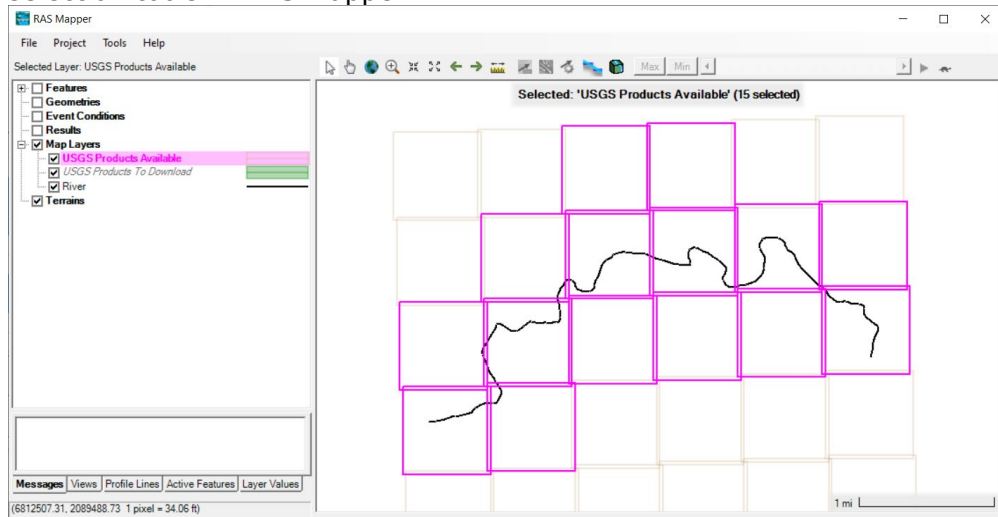 RAS Mapper
File Project Tools Help
Selected Layer: USGS Products Available
Max Min
Features
Geometries
Event Conditions
Results
Map Layers
USGS Products Available
USGS Products To Download
River
Terrains
Selected: 'USGS Products Available' (15 selected)
1 mi
Messages Views Profile Lines Active Features Layer Values
(6812507.31, 2089488.73 1 pixel = 34.06 ft)